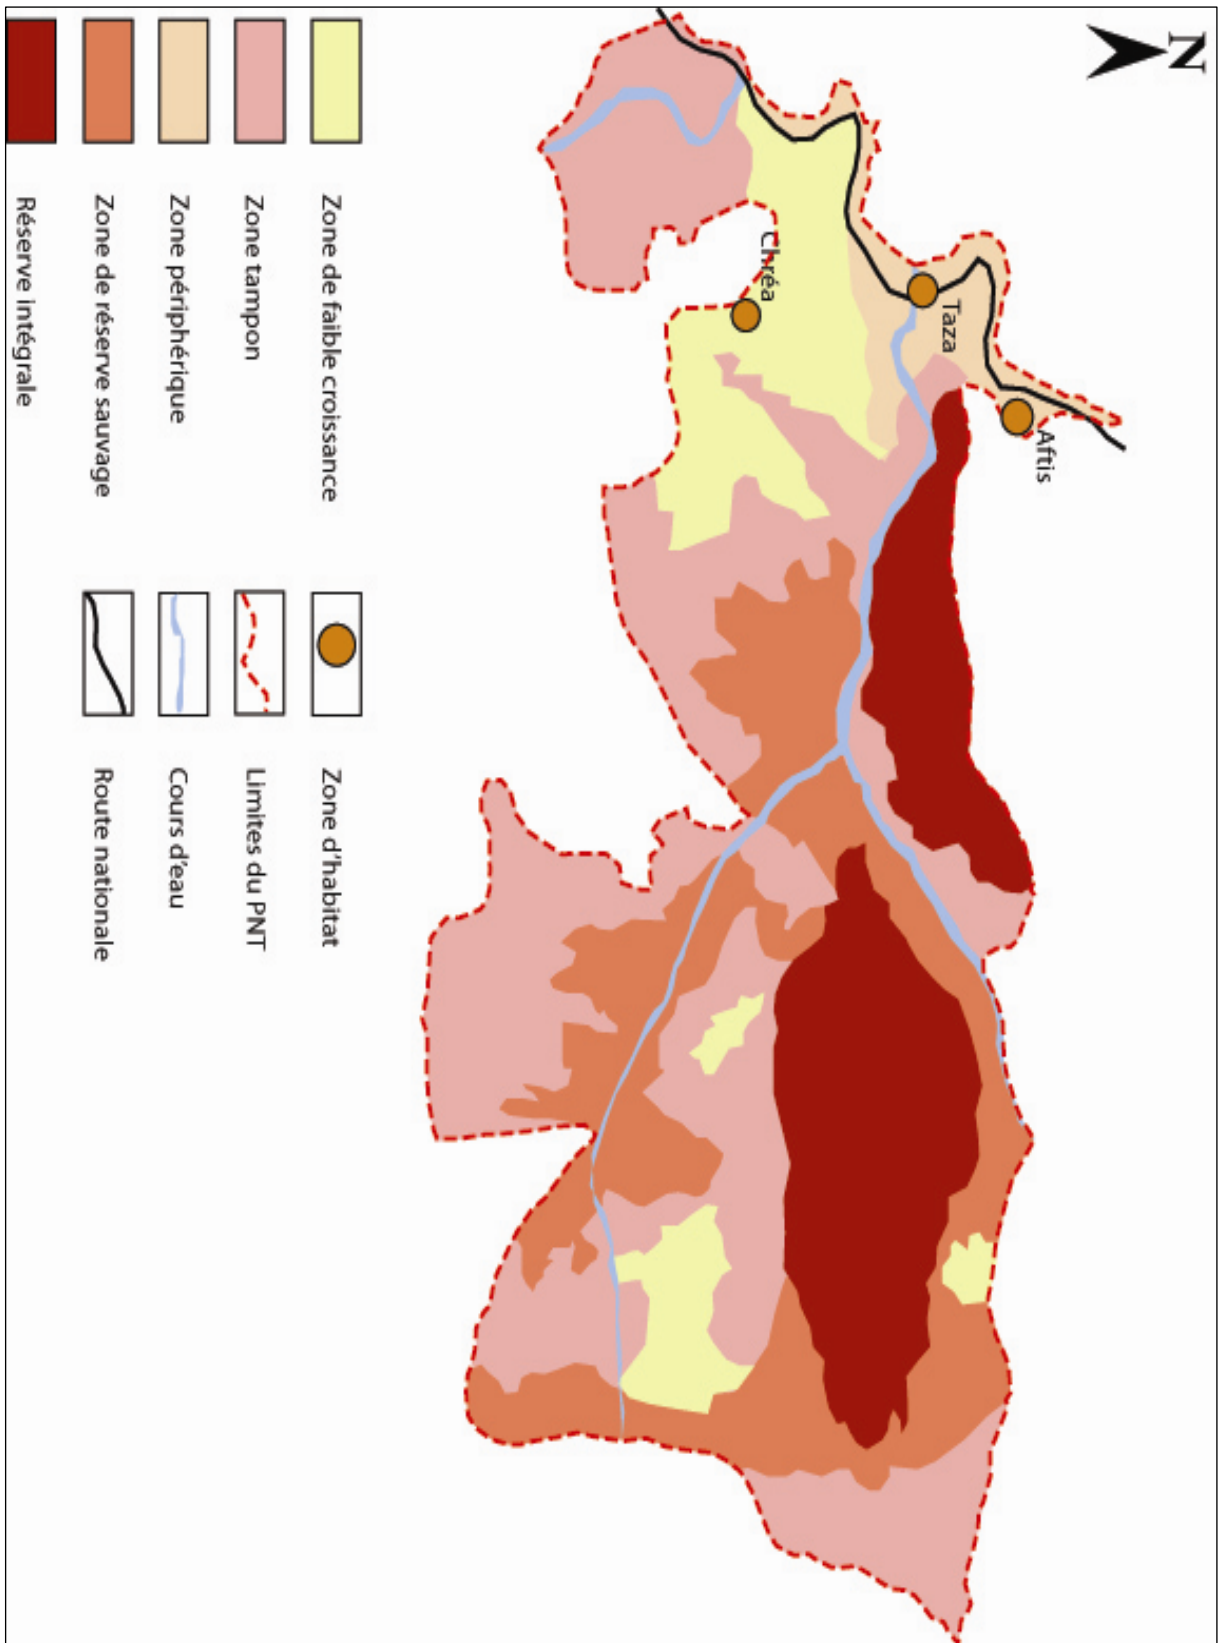 N
Taza
Aftis
Chréa
Zone de faible croissance
Zone tampon
Zone périphérique
Zone de réserve sauvage
Réserve intégrale
Zone d'habitat
Limites du PNT
Cours d'eau
Route nationale